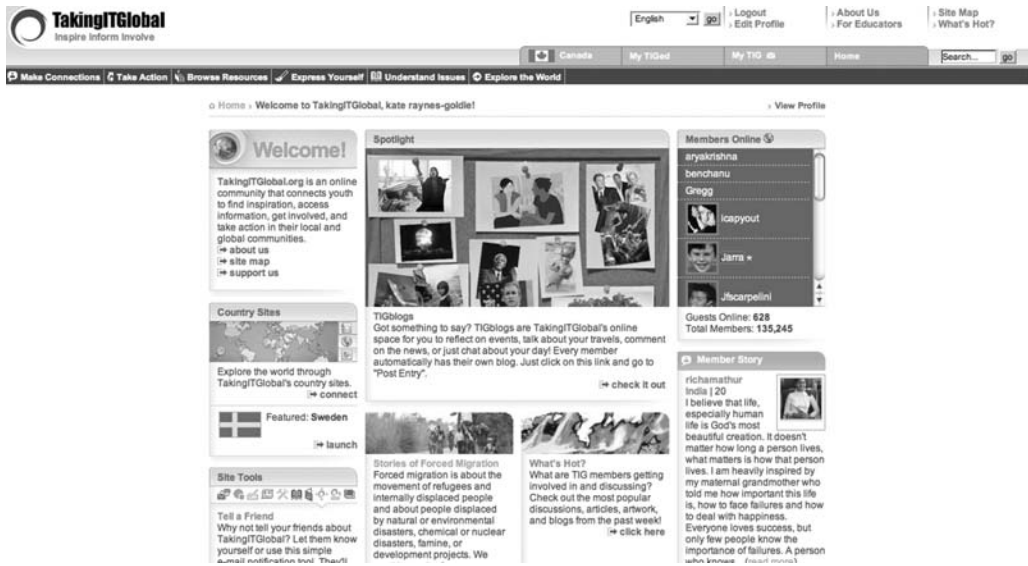 TakingITGlobal
Inspire Inform Involve
English
go
› Logout
› Edit Profile
› About Us
› For Educators
› Site Map
› What's Hot?
Canada
My TIGed
My TIG
Home
Search...
go
Make Connections
Take Action
Browse Resources
Express Yourself
Understand Issues
Explore the World
Home › Welcome to TakingITGlobal, kate raynes-goldie!
› View Profile
Welcome!
TakingITGlobal.org is an online
community that connects youth
to find inspiration, access
information, get involved, and
take action in their local and
global communities.
about us
site map
support us
Country Sites
Explore the world through
TakingITGlobal's country sites.
connect
Featured: Sweden
launch
Site Tools
Tell a Friend
Why not tell your friends about
TakingITGlobal? Let them know
yourself or use this simple
e-mail notification tool. They'll
Spotlight
TIGblogs
Got something to say? TIGblogs are TakingITGlobal's online
space for you to reflect on events, talk about your travels, comment
on the news, or just chat about your day! Every member
automatically has their own blog. Just click on this link and go to
"Post Entry".
check it out
Stories of Forced Migration
Forced migration is about the
movement of refugees and
internally displaced people
and about people displaced
by natural or environmental
disasters, chemical or nuclear
disasters, famine, or
development projects. We
What's Hot?
What are TIG members getting
involved in and discussing?
Check out the most popular
discussions, articles, artwork,
and blogs from the past week!
click here
Members Online
aryakrishna
benchanu
Gregg
icapyout
Jarra ★
Jfscarpelini
Guests Online: 628
Total Members: 135,245
Member Story
richamathur
India | 20
I believe that life,
especially human
life is God's most
beautiful creation. It doesn't
matter how long a person lives,
what matters is how that person
lives. I am heavily inspired by
my maternal grandmother who
told me how important this life
is, how to face failures and how
to deal with happiness.
Everyone loves success, but
only few people know the
importance of failures. A person
who knows... (read more)